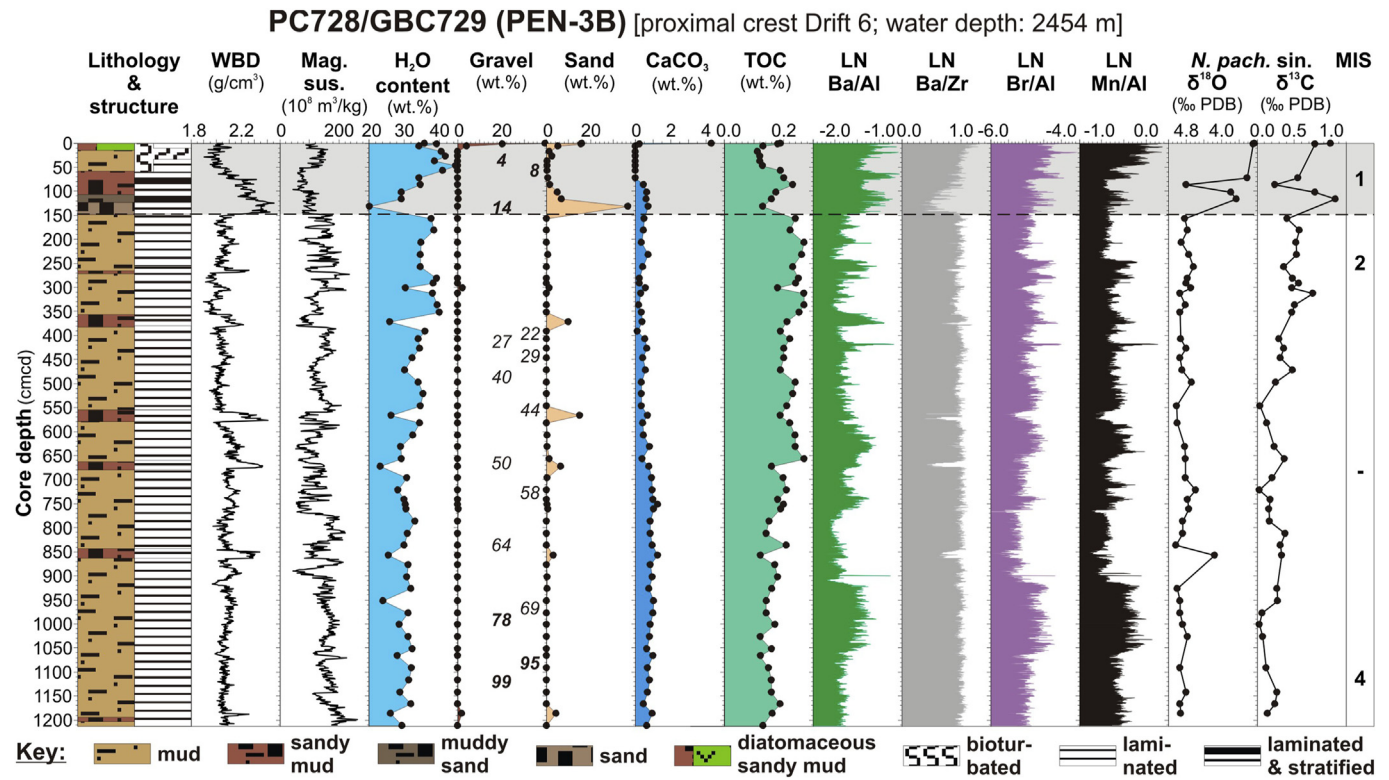 PC728/GBC729 (PEN-3B) [proximal crest Drift 6; water depth: 2454 m]
Lithology & structure
WBD (g/cm³)
Mag. sus. (10⁸ m³/kg)
H₂O content (wt.%)
Gravel (wt.%)
Sand (wt.%)
CaCO₃ (wt.%)
TOC (wt.%)
LN Ba/Al
LN Ba/Zr
LN Br/Al
LN Mn/Al
N. pach. sin.
δ¹⁸O (‰ PDB)
δ¹³C (‰ PDB)
MIS
1.8 2.2
0 200
20 30 40
0 20
0 20
0 4
0.0 0.2
-2.0 -1.0
0.0 1.0
-6.0 -4.0
-1.0 0.0
4.8 4.0
0.0 0.5 1.0
Core depth (cmcd)
0
50
100
150
200
250
300
350
400
450
500
550
600
650
700
750
800
850
900
950
1000
1050
1100
1150
1200
4
8
14
22
27
29
40
44
50
58
64
69
78
95
99
1
2
-
4
Key:
mud
sandy mud
muddy sand
sand
diatomaceous sandy mud
biotur-
bated
lami-
nated
laminated & stratified